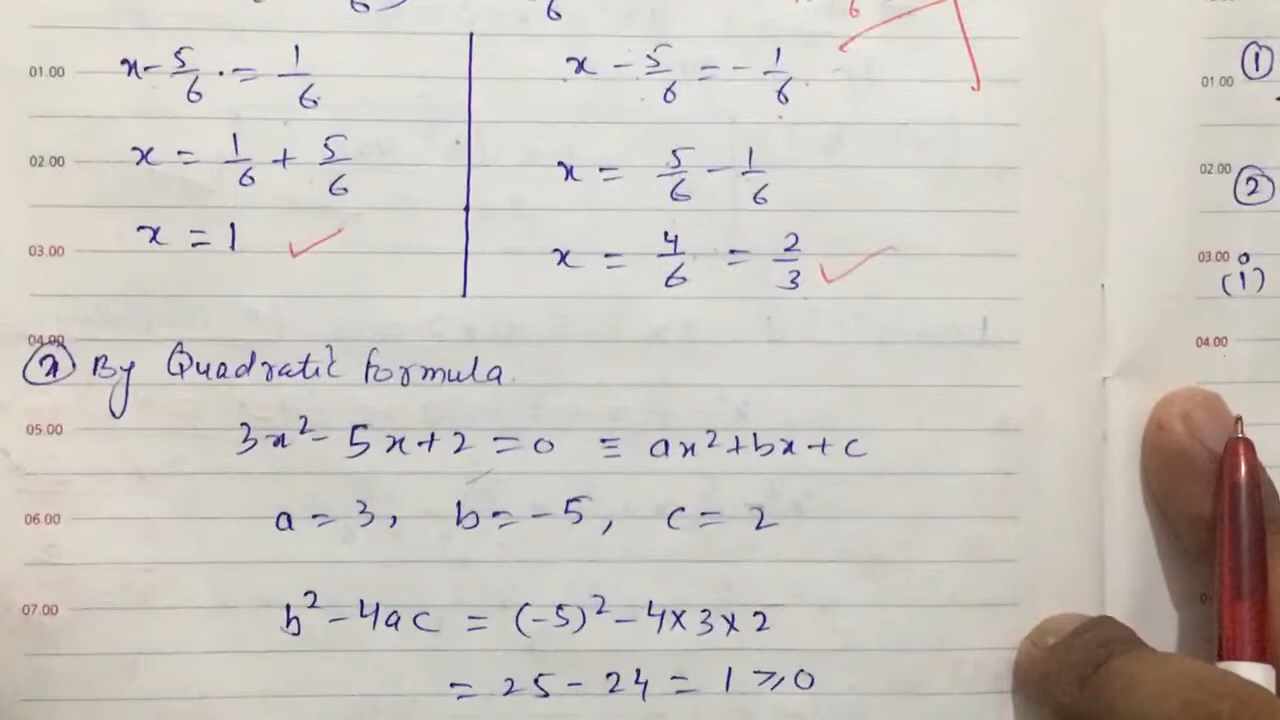 01.00 x - 5/6 = 1/6
x - 5/6 = - 1/6
02.00 x = 1/6 + 5/6
x = 5/6 - 1/6
03.00 x = 1 ✓
x = 4/6 = 2/3 ✓
04.00
② By Quadratic formula.
05.00 3x² - 5x + 2 = 0 ≡ ax² + bx + c
06.00 a = 3, b = -5, c = 2
07.00 b² - 4ac = (-5)² - 4 × 3 × 2
= 25 - 24 = 1 ⩾ 0
01.00 ①
02.00 ②
03.00
(i)
04.00